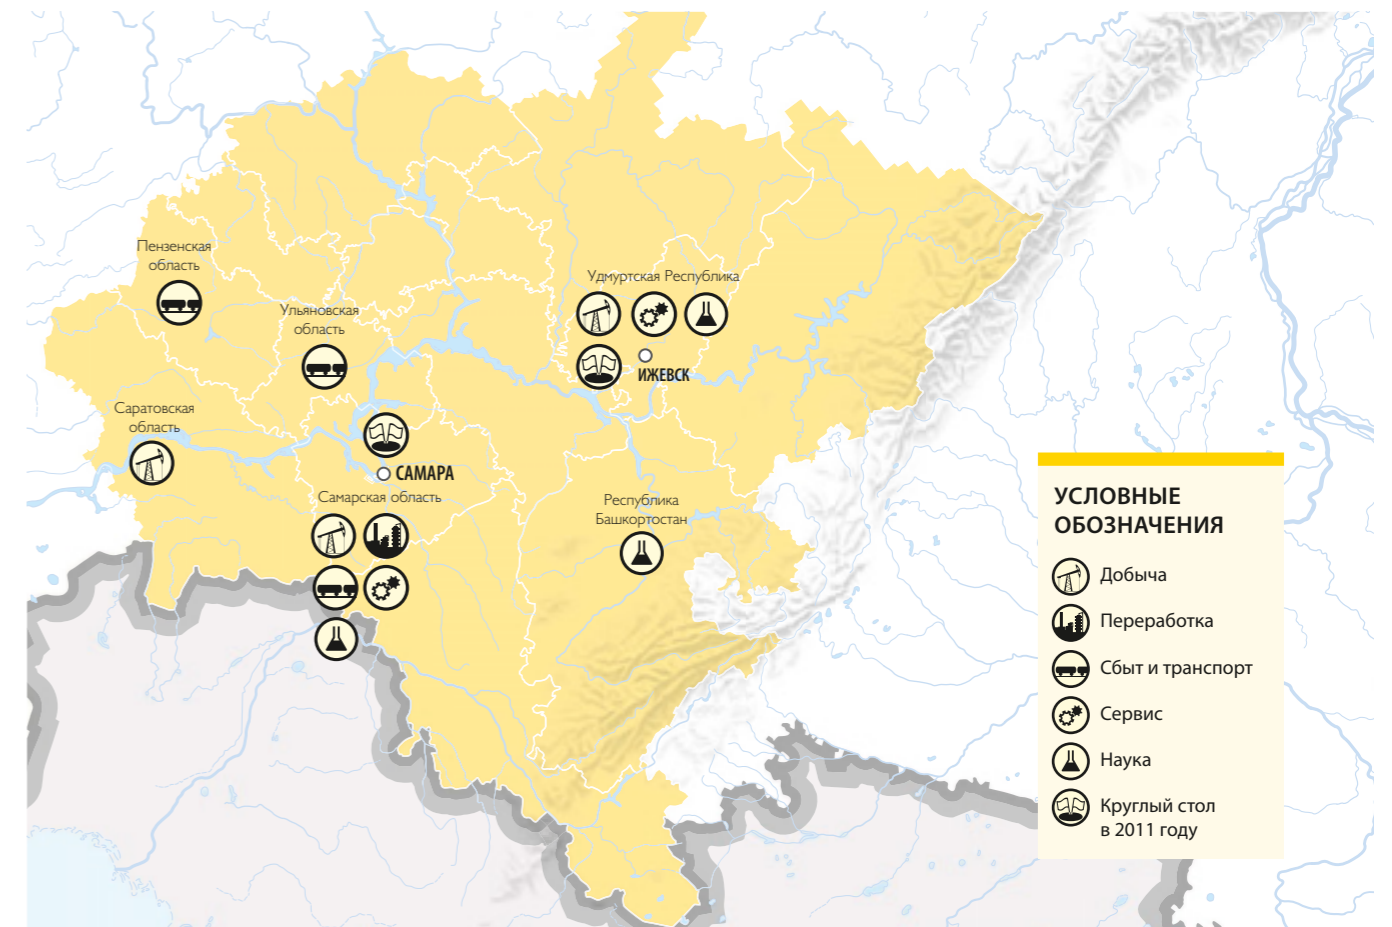 Пензенская
область
Ульяновская
область
Удмуртская Республика
ИЖЕВСК
Саратовская
область
САМАРА
Самарская область
Республика
Башкортостан
УСЛОВНЫЕ
ОБОЗНАЧЕНИЯ
Добыча
Переработка
Сбыт и транспорт
Сервис
Наука
Круглый стол
в 2011 году